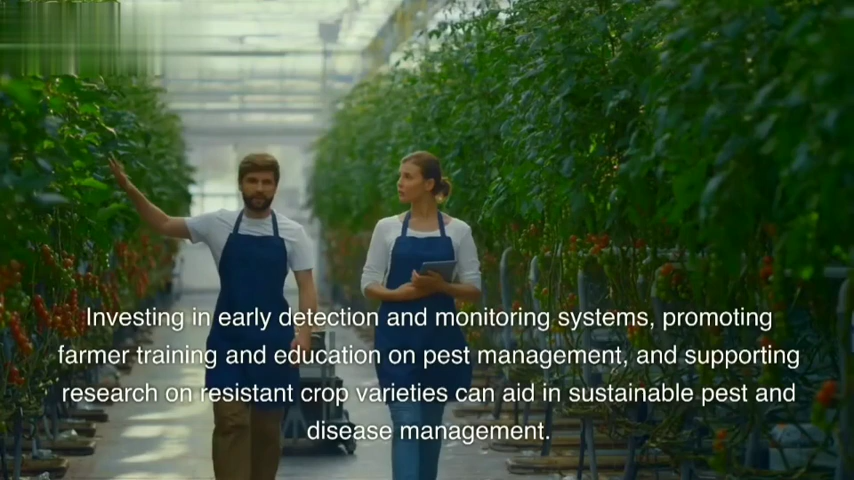 Investing in early detection and monitoring systems, promoting
farmer training and education on pest management, and supporting
research on resistant crop varieties can aid in sustainable pest and
disease management.